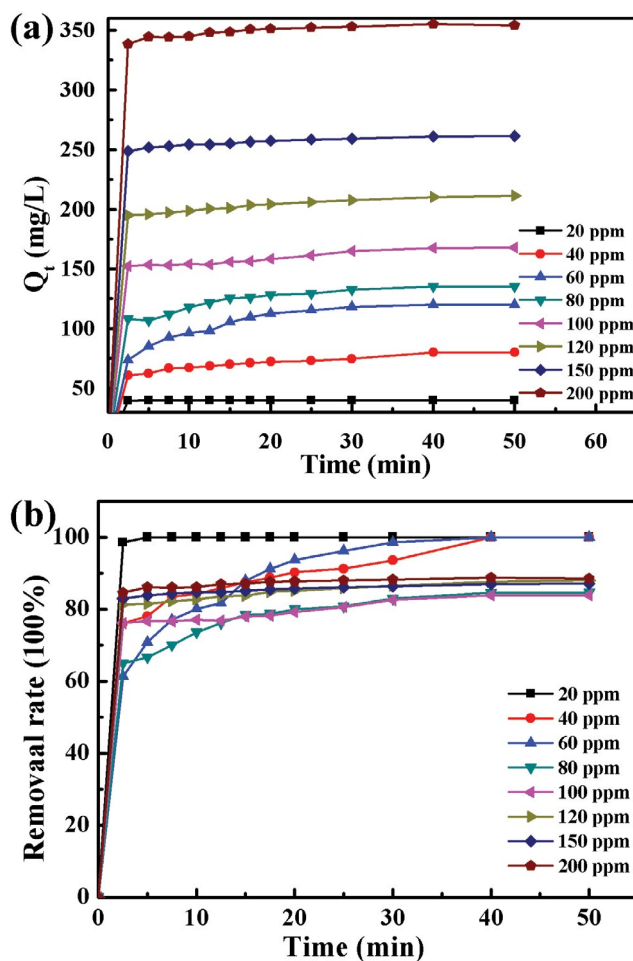 (a)
350
300
250
200
150
100
50
Q_t (mg/L)
20 ppm
40 ppm
60 ppm
80 ppm
100 ppm
120 ppm
150 ppm
200 ppm
0 10 20 30 40 50 60
Time (min)
(b)
100
80
60
40
20
0
Removaal rate (100%)
20 ppm
40 ppm
60 ppm
80 ppm
100 ppm
120 ppm
150 ppm
200 ppm
0 10 20 30 40 50
Time (min)